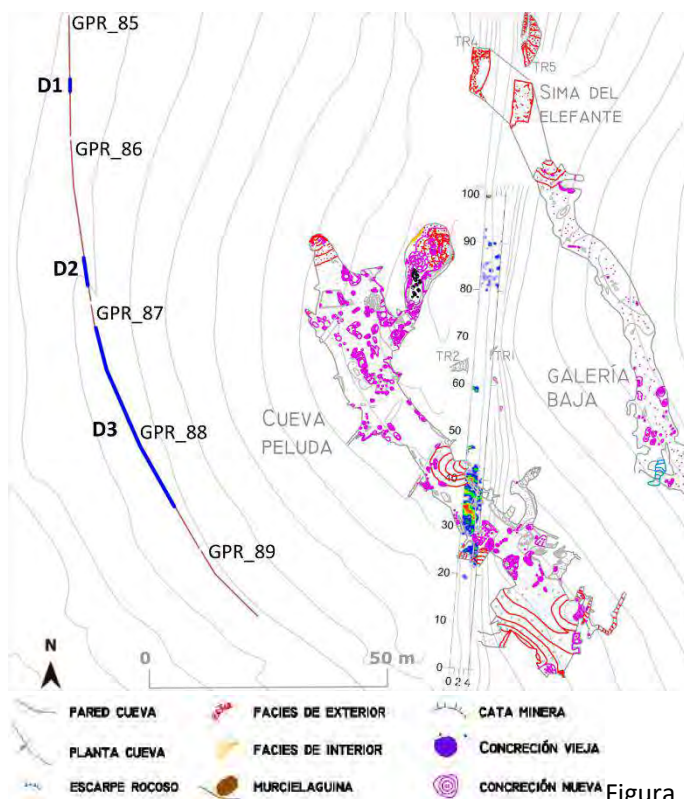 GPR_85
TR4
TR5
D1
SIMA DEL
ELEFANTE
GPR_86
100
90
D2
80
GPR_87
70
TR2
TR1
60
GALERÍA
BAJA
D3
GPR_88
50
CUEVA
PELUDA
40
30
GPR_89
20
10
N
0
50 m
0
0 2 4
PARED CUEVA
FACIES DE EXTERIOR
CATA MINERA
PLANTA CUEVA
FACIES DE INTERIOR
CONCRECIÓN VIEJA
ESCARPE ROCOSO
MURCIELAGUINA
CONCRECIÓN NUEVA
Figura